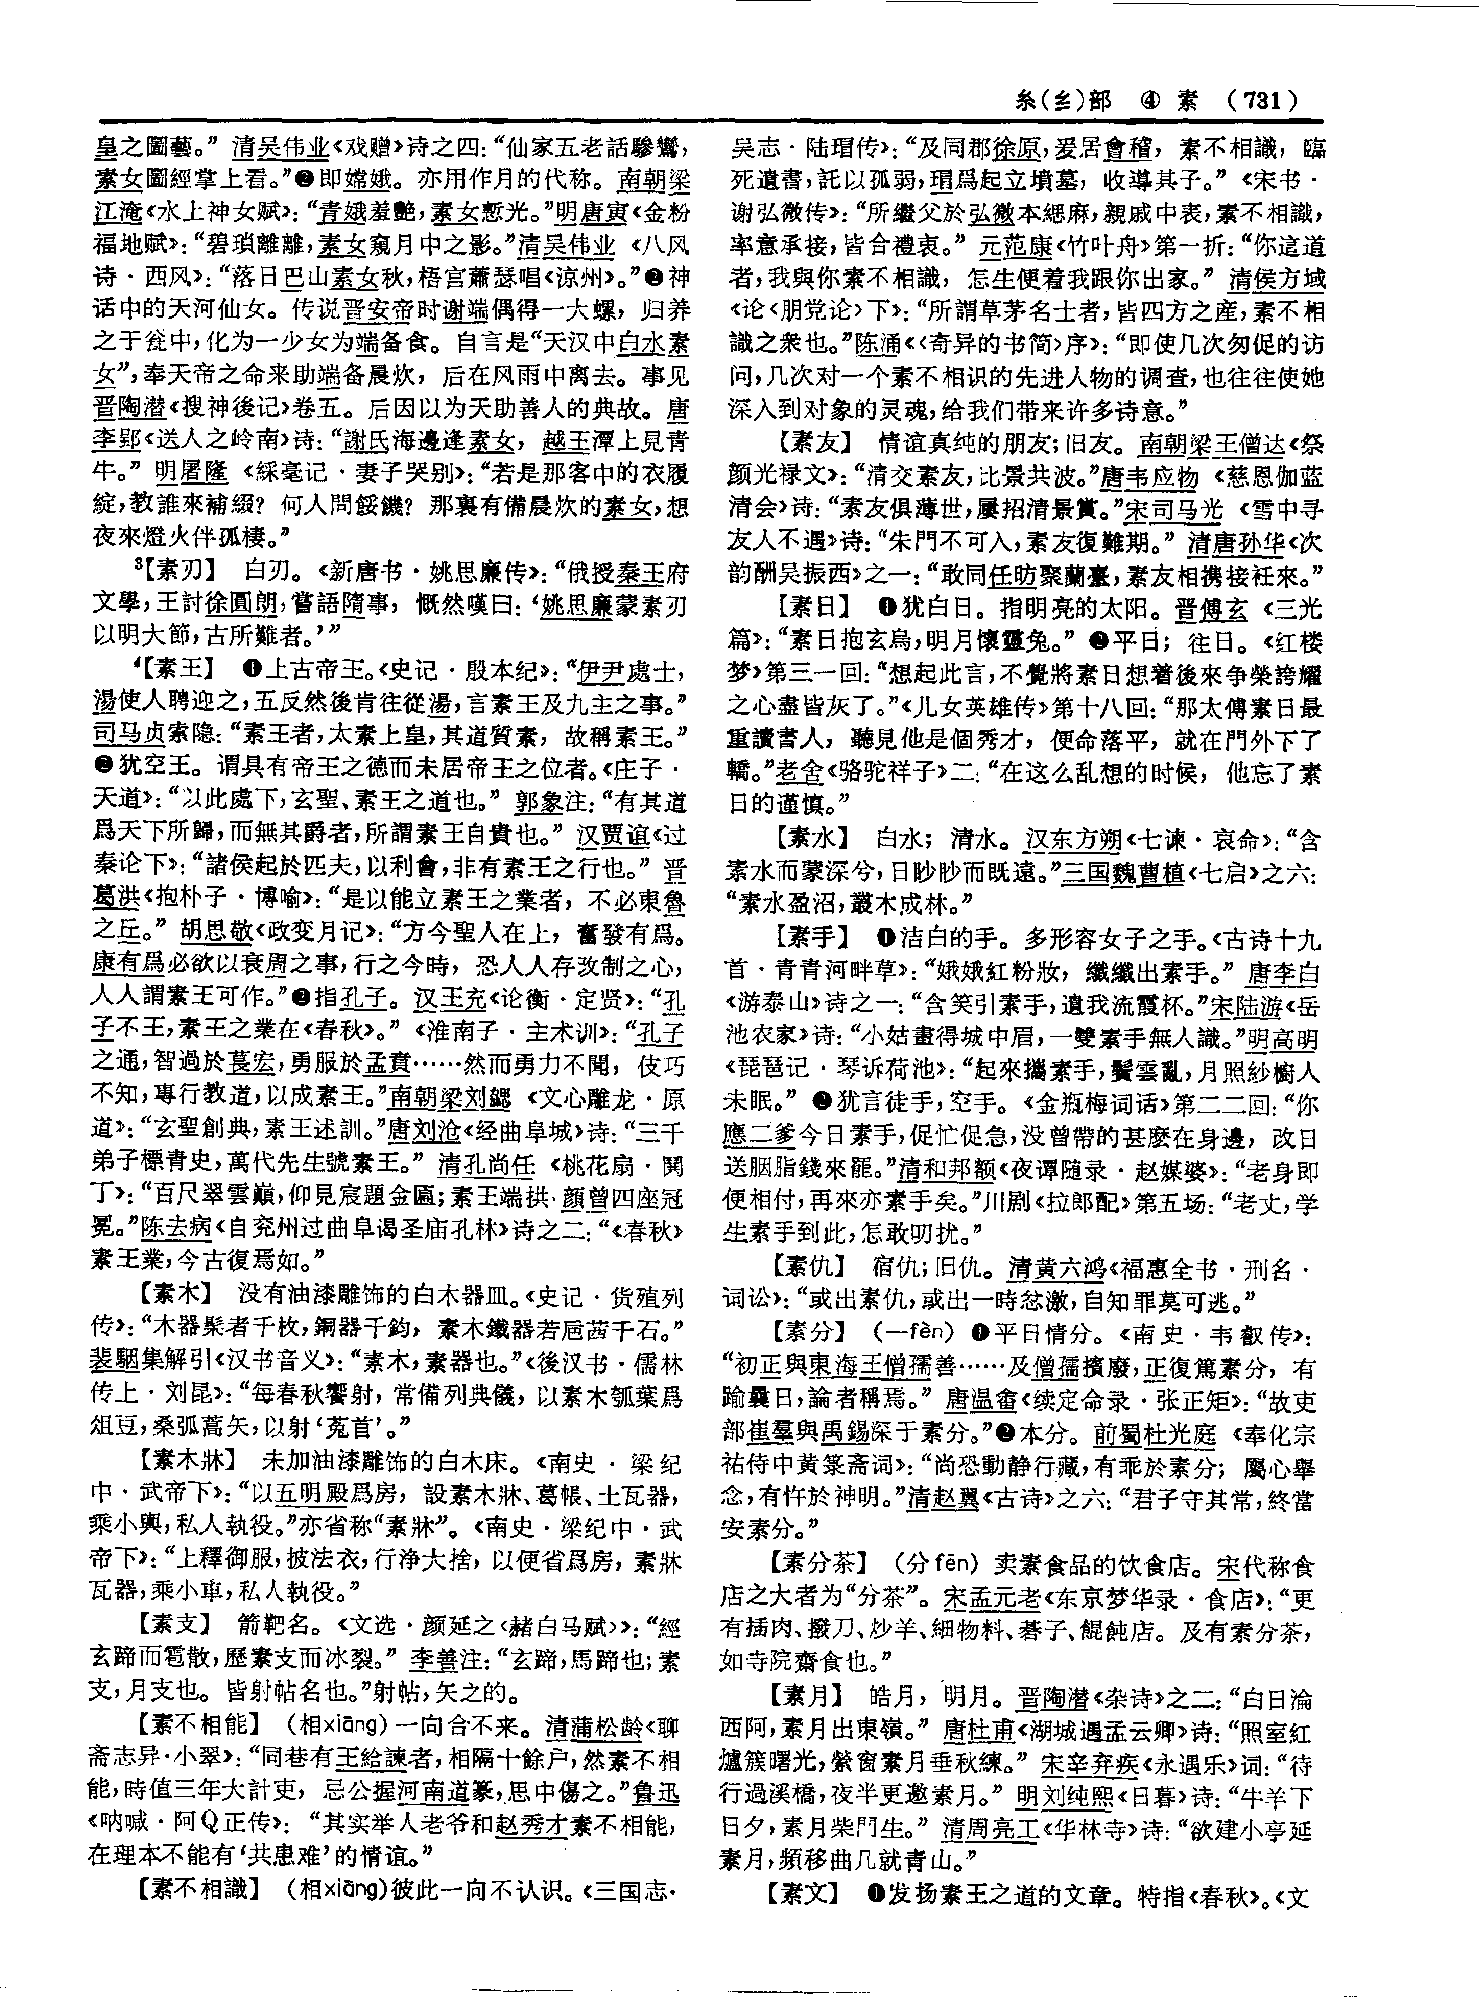 糸(纟)部 ④ 素 (731)
皇之圖藝。” 清吴伟业《戏赠》诗之四：“仙家五老話驂鸞，
素女圖經掌上看。”❷即嫦娥。亦用作月的代称。南朝梁
江淹《水上神女赋》：“青娥羞艷，素女慙光。”明唐寅《金粉
福地赋》：“碧瑣離離，素女窺月中之影。”清吴伟业《八风
诗·西风》：“落日巴山素女秋，梧宫蕭瑟唱《涼州》。”❷神
话中的天河仙女。传说晋安帝时谢端偶得一大螺，归养
之于瓮中，化为一少女为端备食。自言是“天汉中白水素
女”，奉天帝之命来助端备晨炊，后在风雨中离去。事见
晋陶潜《搜神後记》卷五。后因以为天助善人的典故。唐
李郢《送人之岭南》诗：“謝氏海邊逢素女，越王潭上見青
牛。” 明屠隆《綵毫记·妻子哭别》：“若是那客中的衣履
綻，教誰來補綴？何人問餒饑？那裏有備晨炊的素女，想
夜來燈火伴孤棲。”
³【素刃】 白刃。《新唐书·姚思廉传》：“俄授秦王府
文學，王討徐圓朗，嘗語隋事，慨然嘆曰：‘姚思廉蒙素刃
以明大節，古所難者。’”
⁴【素王】 ❶上古帝王。《史记·殷本纪》：“伊尹處士，
湯使人聘迎之，五反然後肯往從湯，言素王及九主之事。”
司马贞索隐：“素王者，太素上皇，其道質素，故稱素王。”
❷犹空王。谓具有帝王之德而未居帝王之位者。《庄子·
天道》：“以此處下，玄聖、素王之道也。” 郭象注：“有其道
爲天下所歸，而無其爵者，所謂素王自貴也。” 汉贾谊《过
秦论下》：“諸侯起於匹夫，以利會，非有素王之行也。” 晋
葛洪《抱朴子·博喻》：“是以能立素王之業者，不必東魯
之丘。” 胡思敬《政变月记》：“方今聖人在上，奮發有爲。
康有爲必欲以衰周之事，行之今時，恐人人存改制之心，
人人謂素王可作。”❷指孔子。汉王充《论衡·定贤》：“孔
子不王，素王之業在《春秋》。” 《淮南子·主术训》：“孔子
之通，智過於萇宏，勇服於孟賁……然而勇力不聞，伎巧
不知，專行教道，以成素王。”南朝梁刘勰《文心雕龙·原
道》：“玄聖創典，素王述訓。”唐刘沧《经曲阜城》诗：“三千
弟子標青史，萬代先生號素王。” 清孔尚任《桃花扇·閧
丁》：“百尺翠雲巔，仰見宸題金匾；素王端拱，顔曾四座冠
冕。”陈去病《自兖州过曲阜谒圣庙孔林》诗之二：“《春秋》
素王業，今古復焉如。”
【素木】 没有油漆雕饰的白木器皿。《史记·货殖列
传》：“木器髤者千枚，銅器千鈞，素木鐵器若巵茜千石。”
裴駰集解引《汉书音义》：“素木，素器也。”《後汉书·儒林
传上·刘昆》：“每春秋饗射，常備列典儀，以素木瓠葉爲
俎豆，桑弧蒿矢，以射‘菟首’。”
【素木牀】 未加油漆雕饰的白木床。《南史·梁纪
中·武帝下》：“以五明殿爲房，設素木牀、葛帳、土瓦器，
乘小輿，私人執役。”亦省称“素牀”。《南史·梁纪中·武
帝下》：“上釋御服，披法衣，行浄大捨，以便省爲房，素牀
瓦器，乘小車，私人執役。”
【素支】 箭靶名。《文选·颜延之〈赭白马赋〉》：“經
玄蹄而雹散，歷素支而冰裂。” 李善注：“玄蹄，馬蹄也；素
支，月支也。皆射帖名也。”射帖，矢之的。
【素不相能】 （相xiāng）一向合不来。清蒲松龄《聊
斋志异·小翠》：“同巷有王給諫者，相隔十餘户，然素不相
能，時值三年大計吏，忌公握河南道篆，思中傷之。”鲁迅
《呐喊·阿Q正传》：“其实举人老爷和赵秀才素不相能，
在理本不能有‘共患难’的情谊。”
【素不相識】 （相xiāng）彼此一向不认识。《三国志·
吴志·陆瑁传》：“及同郡徐原，爰居會稽，素不相識，臨
死遺書，託以孤弱，瑁爲起立墳墓，收導其子。” 《宋书·
谢弘微传》：“所繼父於弘微本緦麻，親戚中表，素不相識，
率意承接，皆合禮衷。” 元范康《竹叶舟》第一折：“你這道
者，我與你素不相識，怎生便着我跟你出家。” 清侯方域
《论〈朋党论〉下》：“所謂草茅名士者，皆四方之産，素不相
識之衆也。”陈涌《〈奇异的书简〉序》：“即使几次匆促的访
问，几次对一个素不相识的先进人物的调查，也往往使她
深入到对象的灵魂，给我们带来许多诗意。”
【素友】 情谊真纯的朋友；旧友。南朝梁王僧达《祭
颜光禄文》：“清交素友，比景共波。”唐韦应物《慈恩伽蓝
清会》诗：“素友俱薄世，屢招清景賞。”宋司马光《雪中寻
友人不遇》诗：“朱門不可入，素友復難期。” 清唐孙华《次
韵酬吴振西》之一：“敢同任昉聚蘭臺，素友相携接衽來。”
【素日】 ❶犹白日。指明亮的太阳。晋傅玄《三光
篇》：“素日抱玄烏，明月懷靈兔。” ❷平日；往日。《红楼
梦》第三一回：“想起此言，不覺將素日想着後來争榮誇耀
之心盡皆灰了。”《儿女英雄传》第十八回：“那太傅素日最
重讀書人，聽見他是個秀才，便命落平，就在門外下了
轎。”老舍《骆驼祥子》二：“在这么乱想的时候，他忘了素
日的谨慎。”
【素水】 白水；清水。汉东方朔《七谏·哀命》：“含
素水而蒙深兮，日眇眇而既遠。”三国魏曹植《七启》之六：
“素水盈沼，叢木成林。”
【素手】 ❶洁白的手。多形容女子之手。《古诗十九
首·青青河畔草》：“娥娥紅粉妝，纖纖出素手。” 唐李白
《游泰山》诗之一：“含笑引素手，遺我流霞杯。”宋陆游《岳
池农家》诗：“小姑畫得城中眉，一雙素手無人識。”明高明
《琵琶记·琴诉荷池》：“起來攜素手，鬢雲亂，月照紗櫥人
未眠。” ❷犹言徒手，空手。《金瓶梅词话》第二二回：“你
應二爹今日素手，促忙促急，没曾帶的甚麽在身邊，改日
送胭脂錢來罷。”清和邦额《夜谭随录·赵媒婆》：“老身即
便相付，再來亦素手矣。”川剧《拉郎配》第五场：“老丈，学
生素手到此，怎敢叨扰。”
【素仇】 宿仇；旧仇。清黄六鸿《福惠全书·刑名·
词讼》：“或出素仇，或出一時忿激，自知罪莫可逃。”
【素分】 （—fèn） ❶平日情分。《南史·韦叡传》：
“初正與東海王僧孺善……及僧孺擯廢，正復篤素分，有
踰曩日，論者稱焉。” 唐温畬《续定命录·张正矩》：“故吏
部崔羣與禹錫深于素分。”❷本分。前蜀杜光庭《奉化宗
祐侍中黄箓斋词》：“尚恐動静行藏，有乖於素分；屬心舉
念，有忤於神明。”清赵翼《古诗》之六：“君子守其常，終當
安素分。”
【素分茶】 （分fēn）卖素食品的饮食店。宋代称食
店之大者为“分茶”。宋孟元老《东京梦华录·食店》：“更
有插肉、撥刀、炒羊、細物料、碁子、餛飩店。及有素分茶，
如寺院齋食也。”
【素月】 皓月，明月。晋陶潜《杂诗》之二：“白日淪
西阿，素月出東嶺。” 唐杜甫《湖城遇孟云卿》诗：“照室紅
爐簇曙光，縈窗素月垂秋練。” 宋辛弃疾《永遇乐》词：“待
行過溪橋，夜半更邀素月。” 明刘纯熙《日暮》诗：“牛羊下
日夕，素月柴門生。” 清周亮工《华林寺》诗：“欲建小亭延
素月，頻移曲几就青山。”
【素文】 ❶发扬素王之道的文章。特指《春秋》。《文